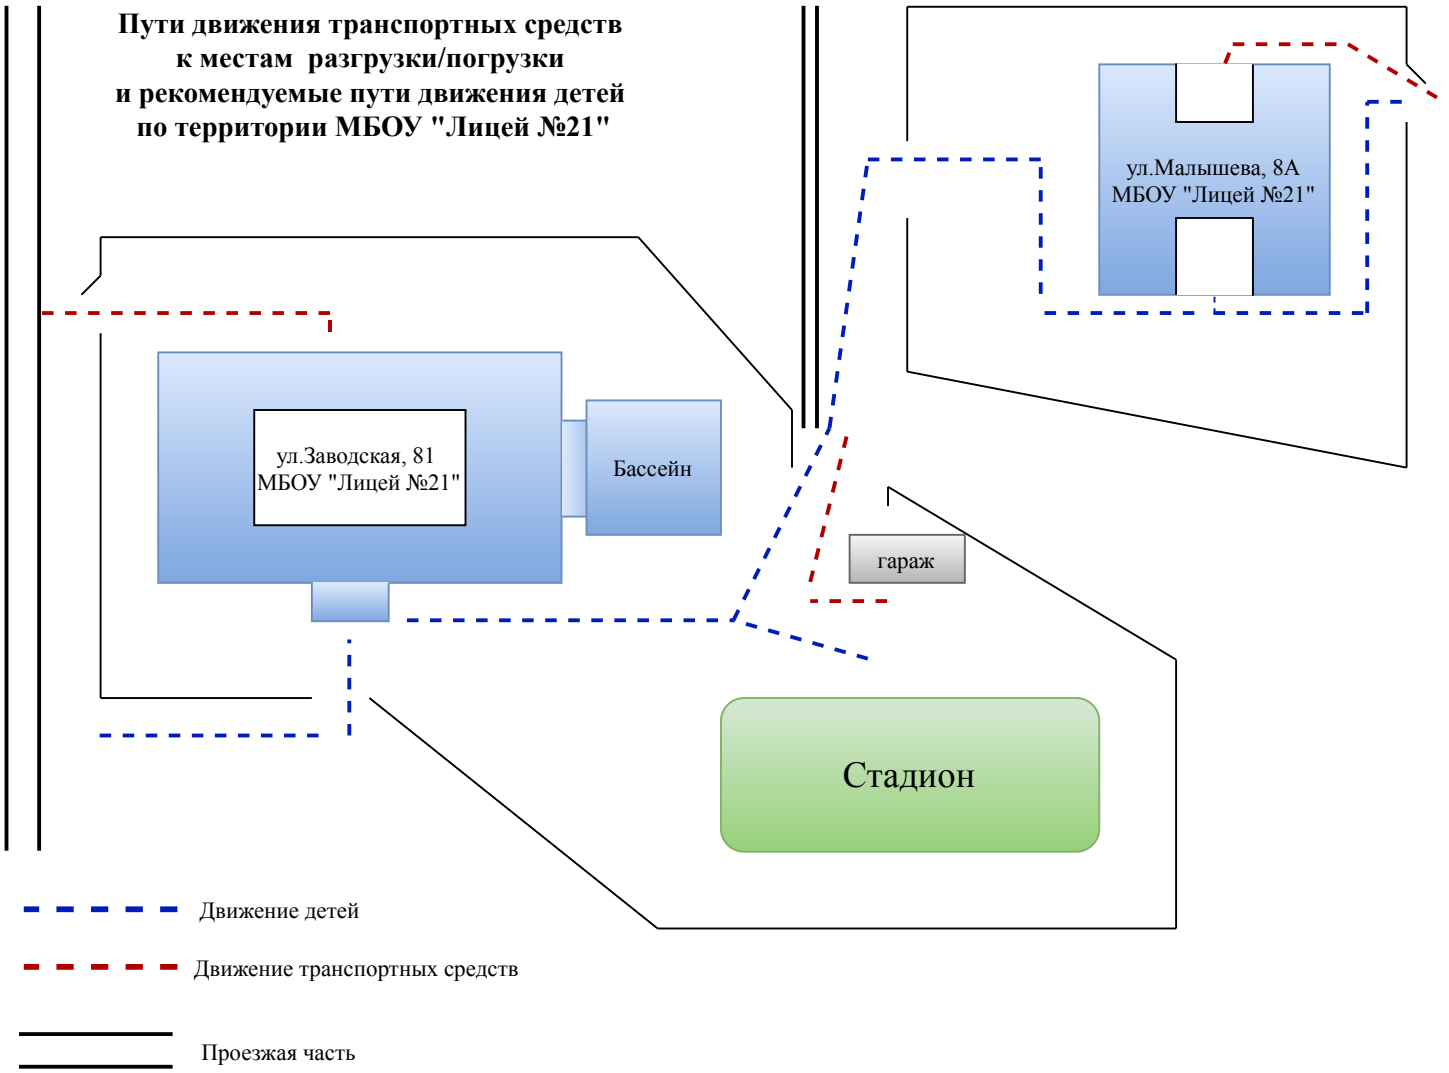 Пути движения транспортных средств
к местам  разгрузки/погрузки
и рекомендуемые пути движения детей
по территории МБОУ "Лицей №21"
ул.Малышева, 8А
МБОУ "Лицей №21"
ул.Заводская, 81
МБОУ "Лицей №21"
Бассейн
гараж
Стадион
Движение детей
Движение транспортных средств
Проезжая часть